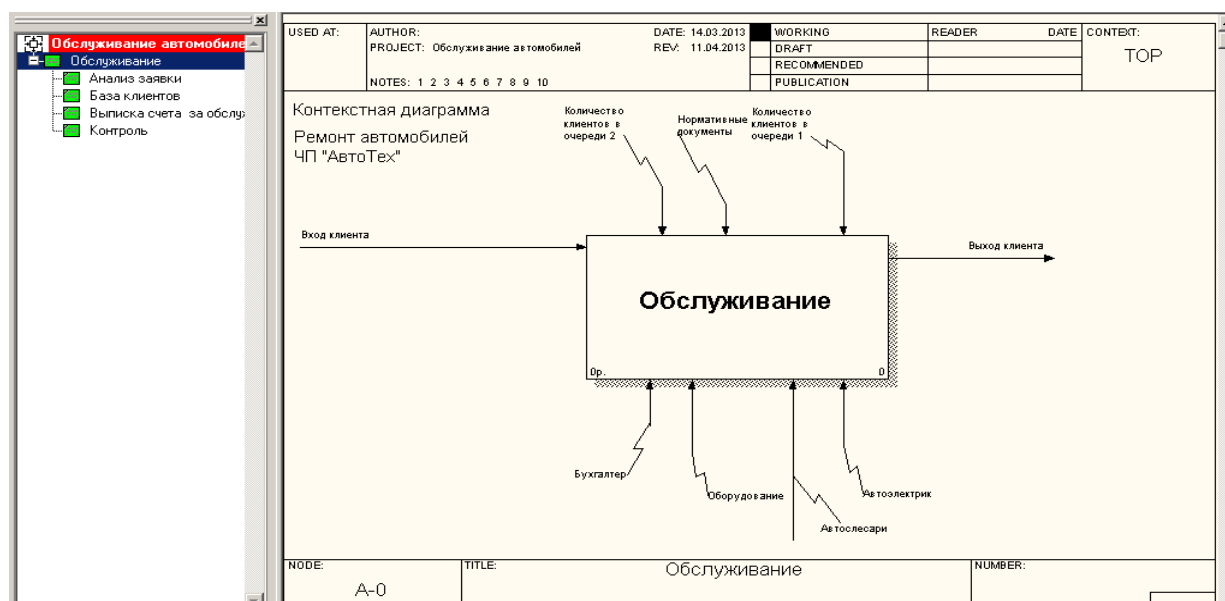 Обслуживание автомобиле
Обслуживание
Анализ заявки
База клиентов
Выписка счета за обслу
Контроль
USED AT:
AUTHOR:
DATE: 14.03.2013
WORKING
READER
DATE
CONTEXT:
PROJECT: Обслуживание автомобилей
REV: 11.04.2013
DRAFT
TOP
RECOMMENDED
NOTES: 1 2 3 4 5 6 7 8 9 10
PUBLICATION
Контекстная диаграмма
Ремонт автомобилей
ЧП "АвтоТех"
Количество
клиентов в
очереди 2
Нормативные
документы
Количество
клиентов в
очереди 1
Вход клиента
Выход клиента
Обслуживание
0р.
0
Бухгалтер
Оборудование
Автослесари
Автоэлектрик
NODE:
TITLE:
NUMBER:
A-0
Обслуживание